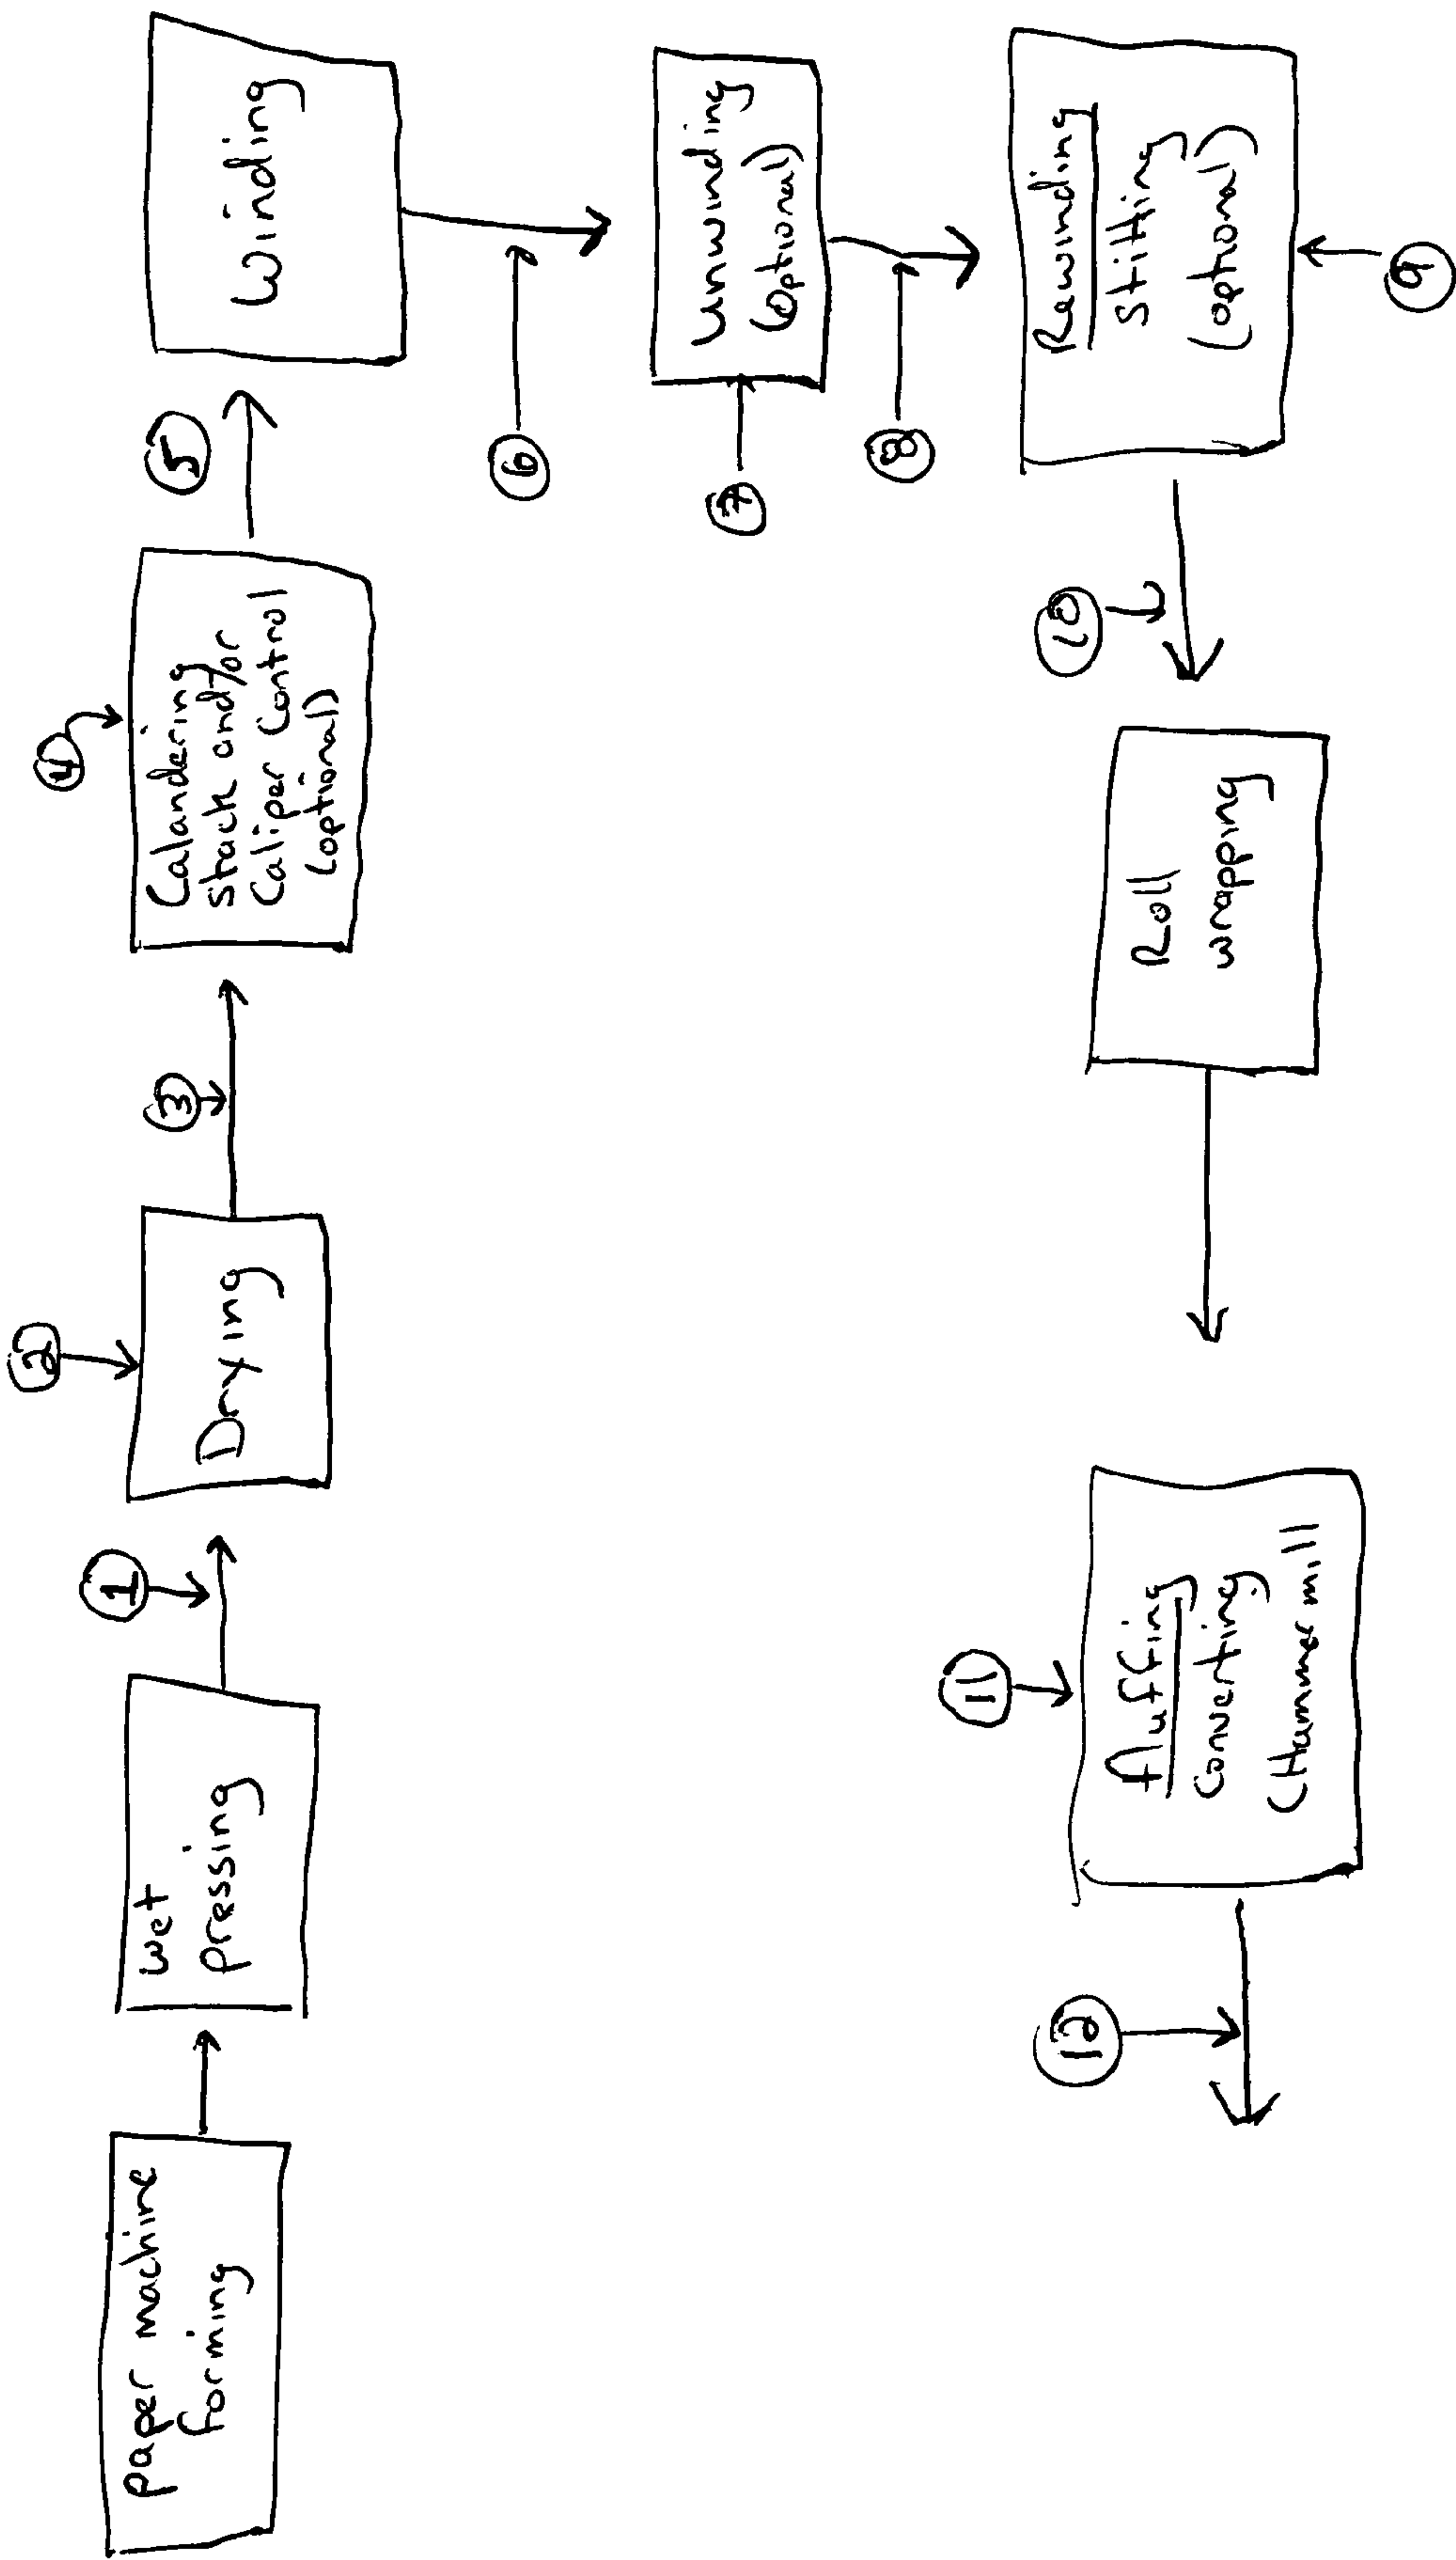 paper machine
forming
wet
pressing
1
Drying
2
3
Calandering
stack and/or
Caliper Control
(optional)
4
5
Winding
6
Unwinding
(optional)
7
8
Rewinding
Stitting
(optional)
9
10
Roll
wrapping
fluffing
Converting
(Hammer mill
11
12